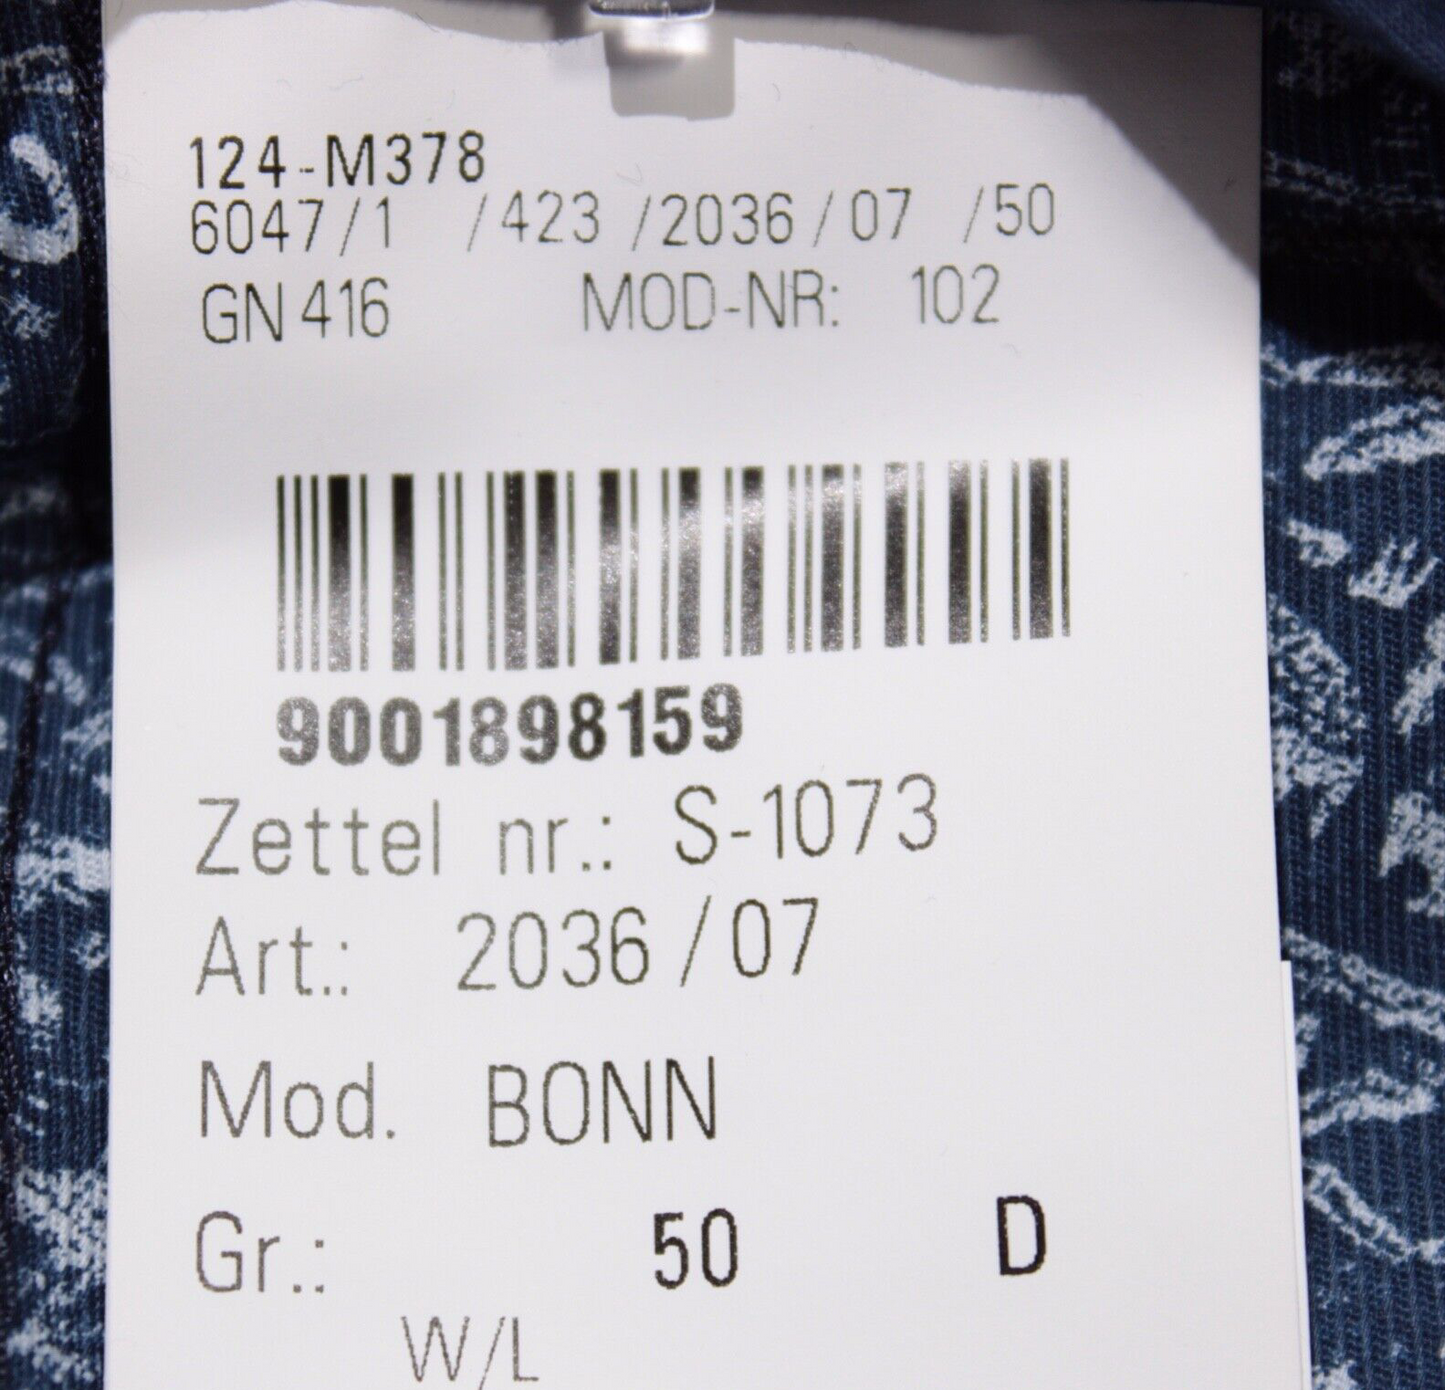 124-M378
6047/1 /423 /2036/07 /50
GN 416 MOD-NR: 102
9001898159
Zettel nr.: S-1073
Art.: 2036/07
Mod. BONN
Gr.: 50 D
W/L